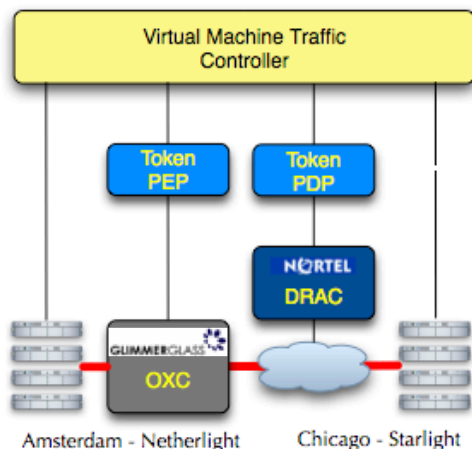 Virtual Machine Traffic
Controller
Token
PEP
Token
PDP
NORTEL
DRAC
GLIMMERGLASS
OXC
Amsterdam - Netherlight
Chicago - Starlight